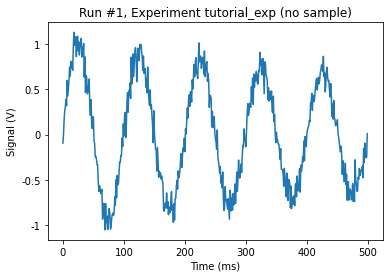 Run #1, Experiment tutorial_exp (no sample)
1
0.5
0
-0.5
-1
Signal (V)
0 100 200 300 400 500
Time (ms)